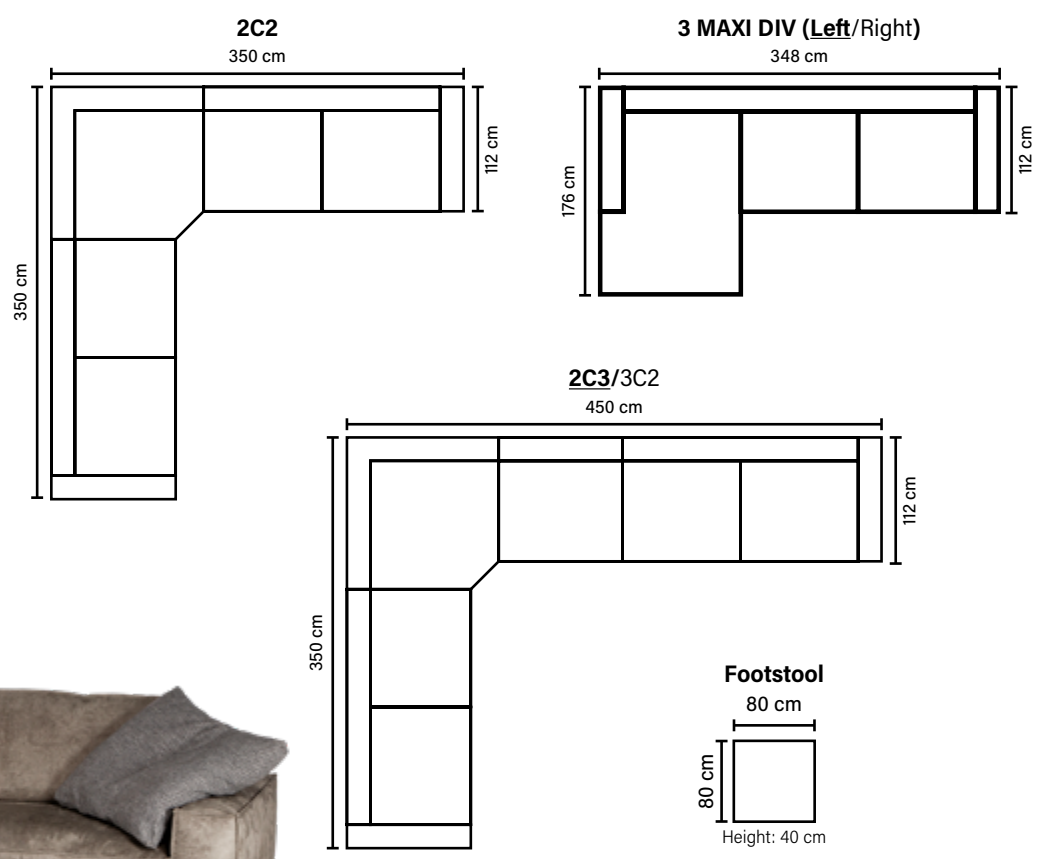 2C2
350 cm
112 cm
350 cm
3 MAXI DIV (Left/Right)
348 cm
176 cm
112 cm
2C3/3C2
450 cm
112 cm
350 cm
Footstool
80 cm
80 cm
Height: 40 cm